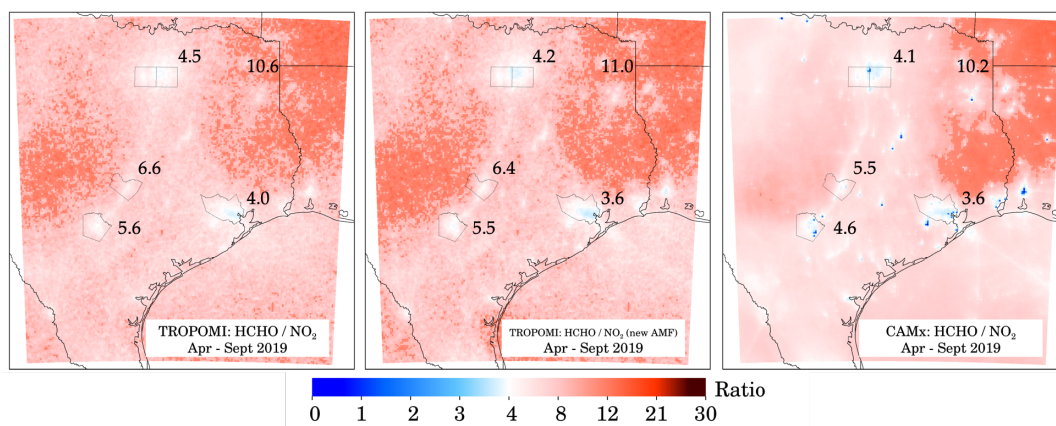 4.5
10.6
6.6
4.0
5.6
TROPOMI: HCHO / NO₂
Apr - Sept 2019
4.2
11.0
6.4
3.6
5.5
TROPOMI: HCHO / NO₂ (new AMF)
Apr - Sept 2019
4.1
10.2
5.5
3.6
4.6
CAMx: HCHO / NO₂
Apr - Sept 2019
Ratio
0 1 2 3 4 8 12 21 30